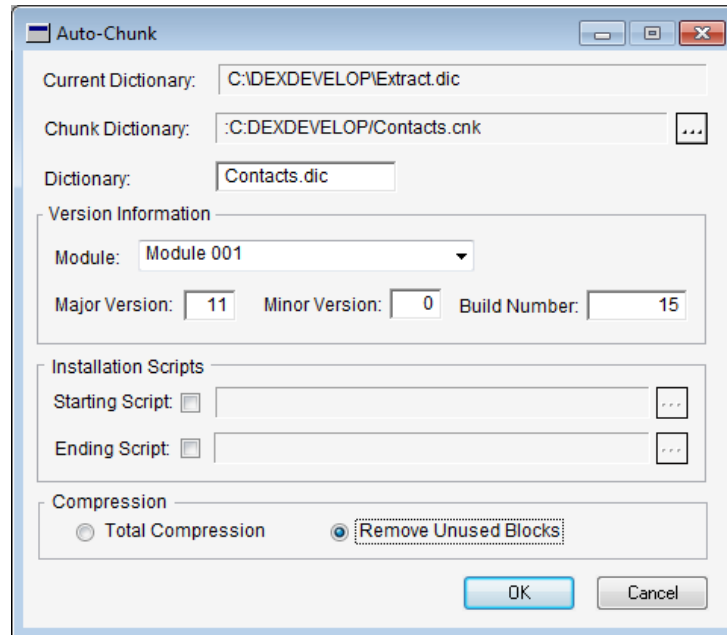 Auto-Chunk
Current Dictionary: C:\DEXDEVELOP\Extract.dic
Chunk Dictionary: :C:DEXDEVELOP/Contacts.cnk ...
Dictionary: Contacts.dic
Version Information
Module: Module 001
Major Version: 11 Minor Version: 0 Build Number: 15
Installation Scripts
Starting Script: ...
Ending Script: ...
Compression
Total Compression Remove Unused Blocks
OK Cancel